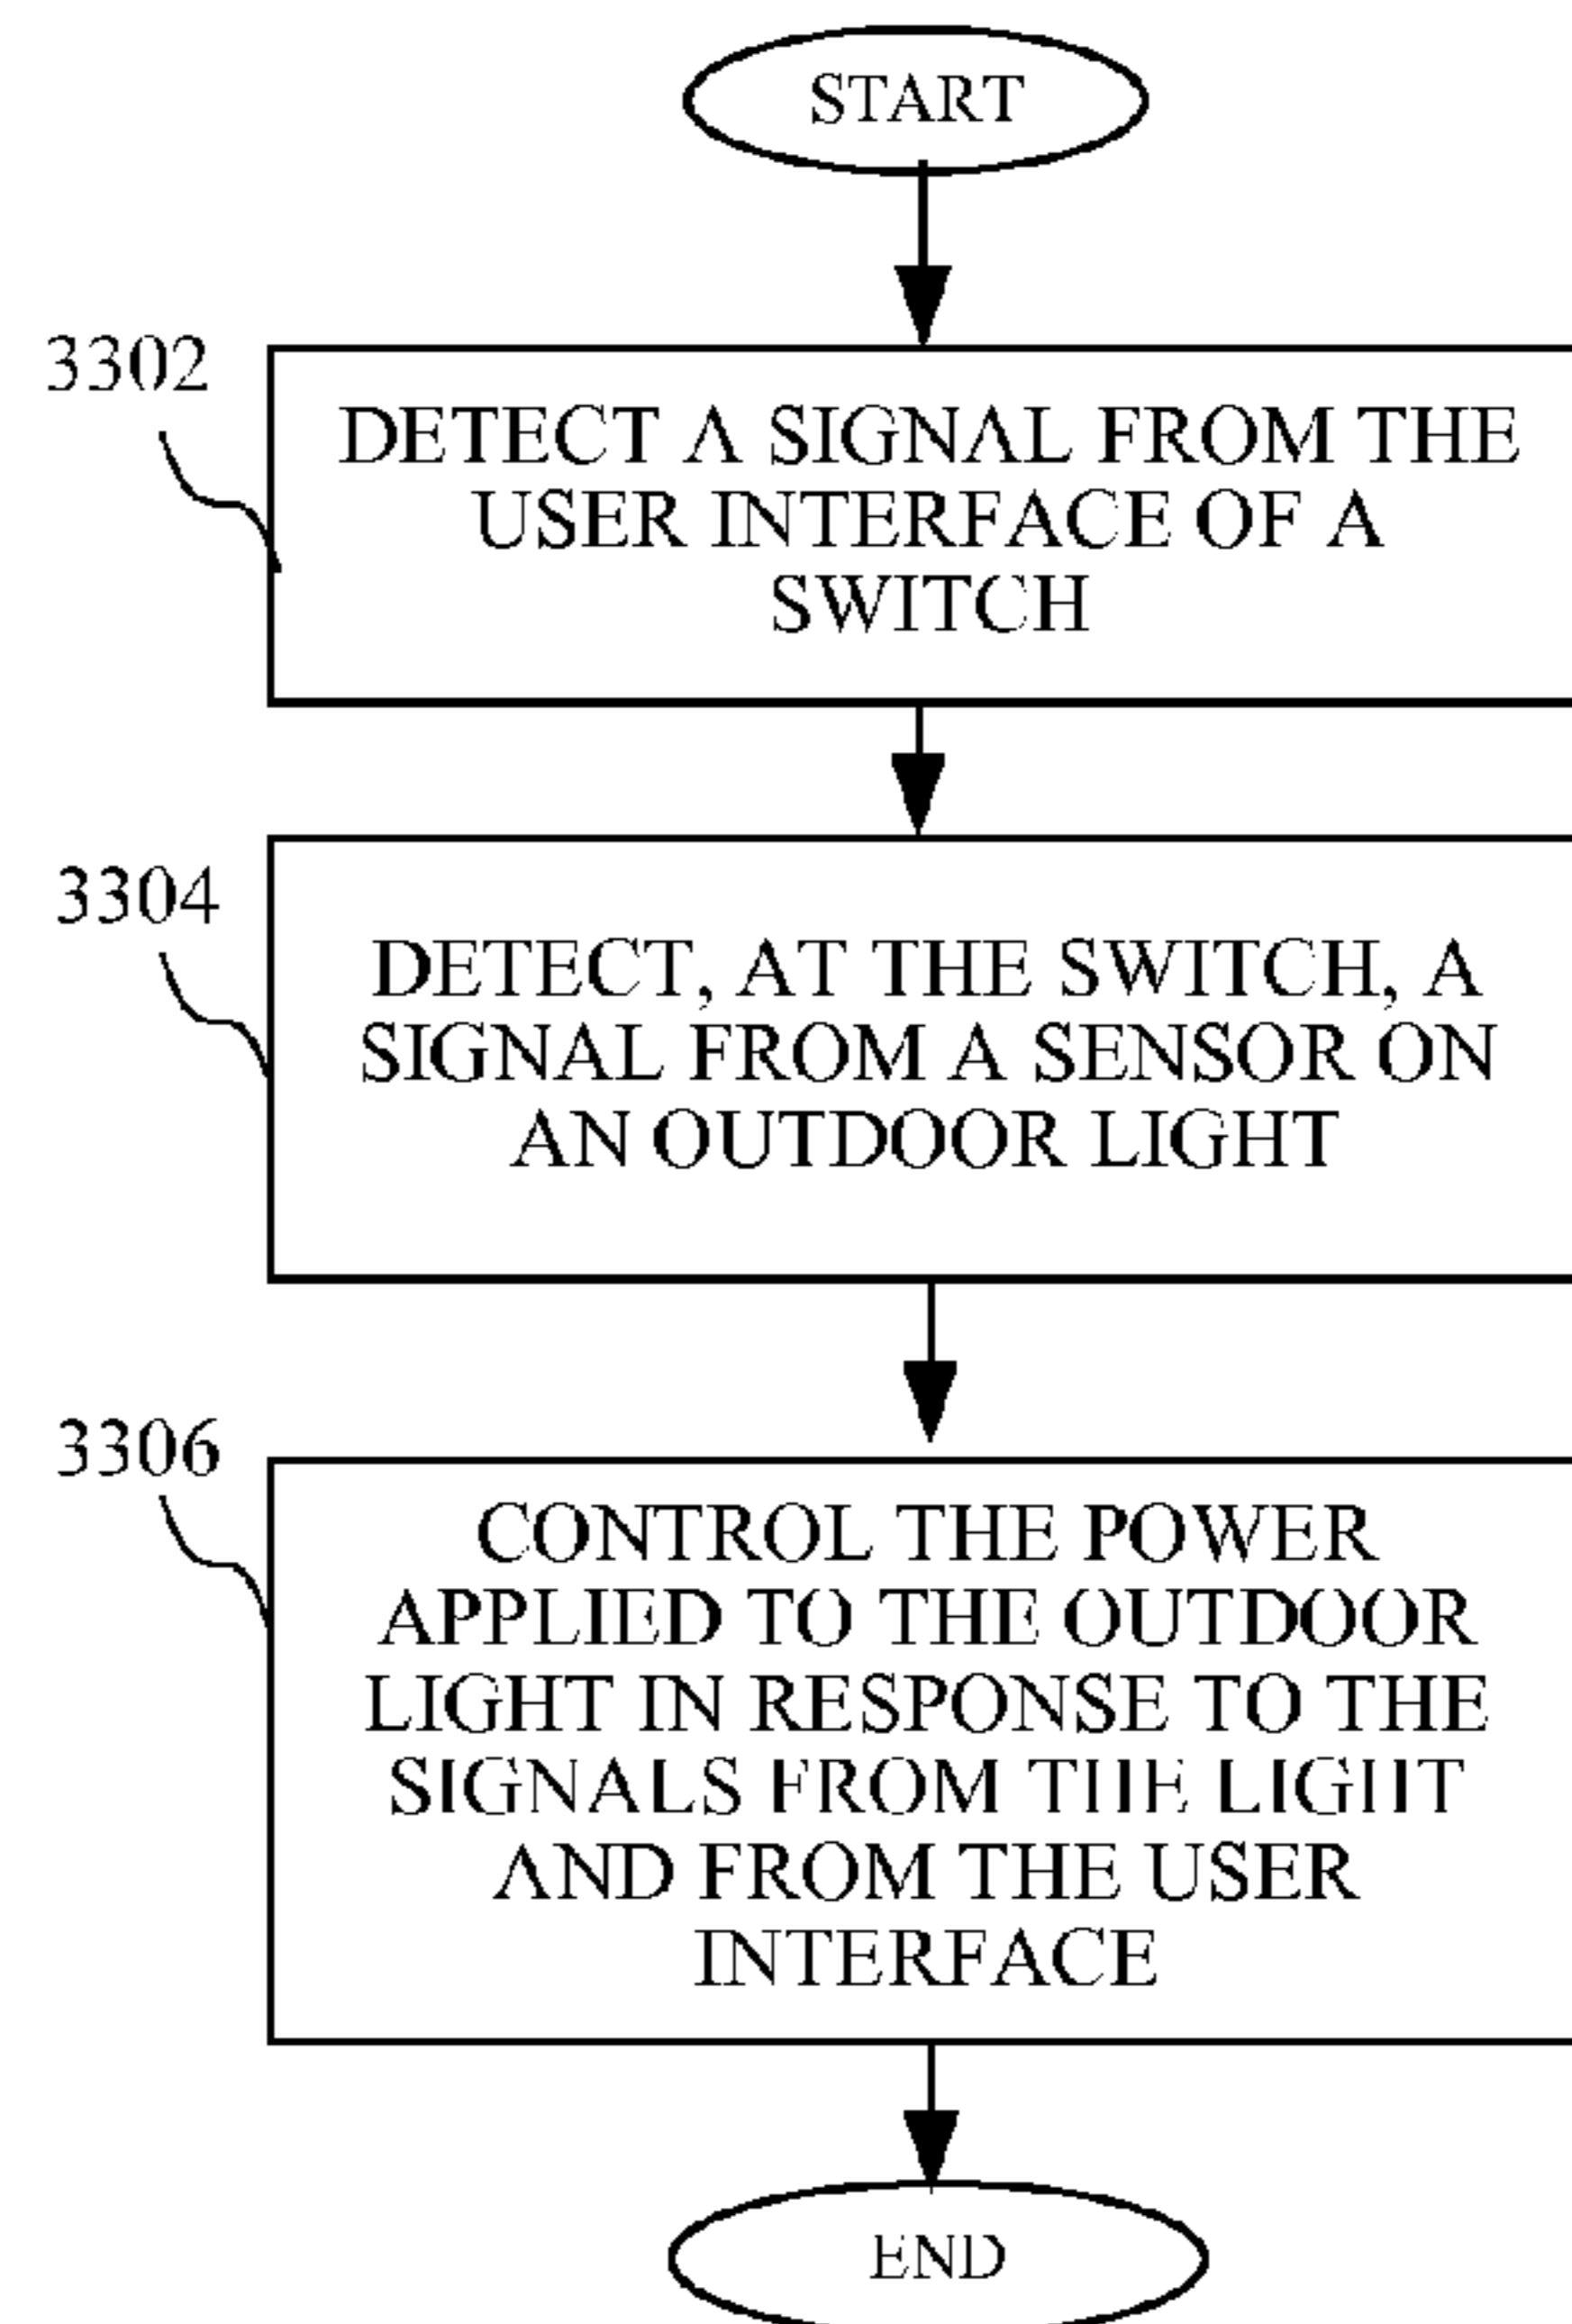 START
3302
DETECT A SIGNAL FROM THE
USER INTERFACE OF A
SWITCH
3304
DETECT, AT THE SWITCH, A
SIGNAL FROM A SENSOR ON
AN OUTDOOR LIGHT
3306
CONTROL THE POWER
APPLIED TO THE OUTDOOR
LIGHT IN RESPONSE TO THE
SIGNALS FROM THE LIGHT
AND FROM THE USER
INTERFACE
END